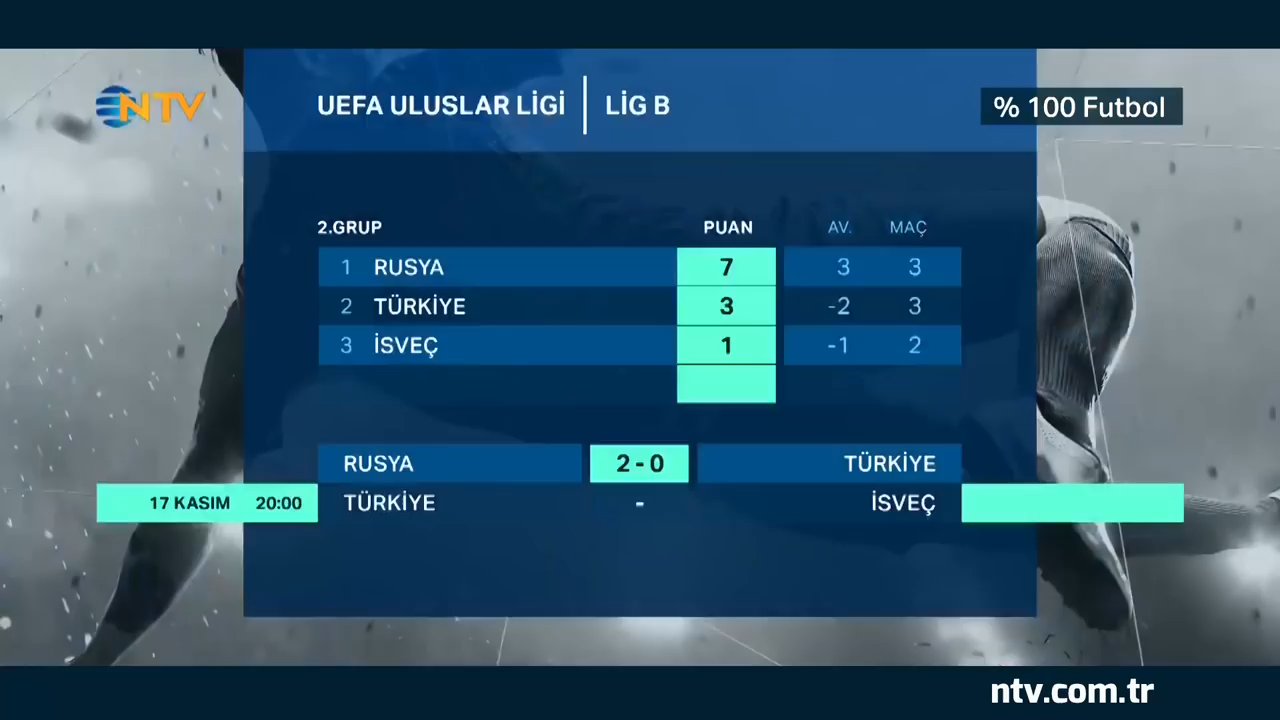 NTV
UEFA ULUSLAR LİGİ LİG B
% 100 Futbol
2.GRUP PUAN AV. MAÇ
1 RUSYA 7 3 3
2 TÜRKİYE 3 -2 3
3 İSVEÇ 1 -1 2
RUSYA 2 - 0 TÜRKİYE
17 KASIM 20:00 TÜRKİYE - İSVEÇ
ntv.com.tr